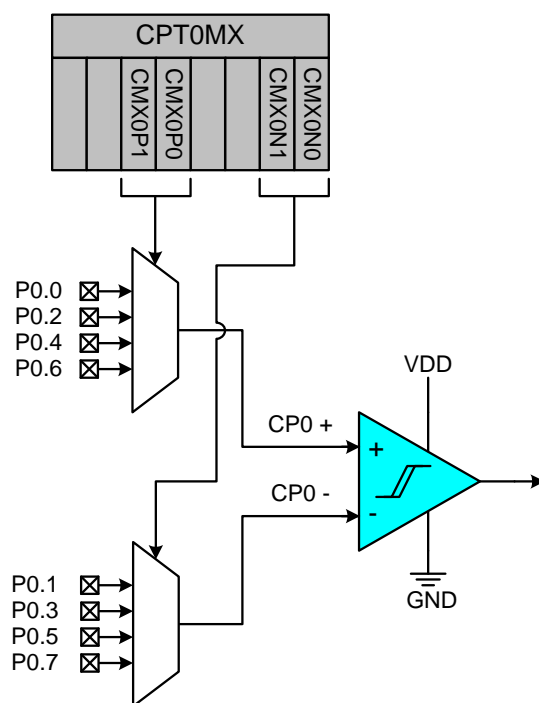 CPT0MX
CMX0P1
CMX0P0
CMX0N1
CMX0N0
P0.0
P0.2
P0.4
P0.6
VDD
CP0 +
+
CP0 -
-
GND
P0.1
P0.3
P0.5
P0.7